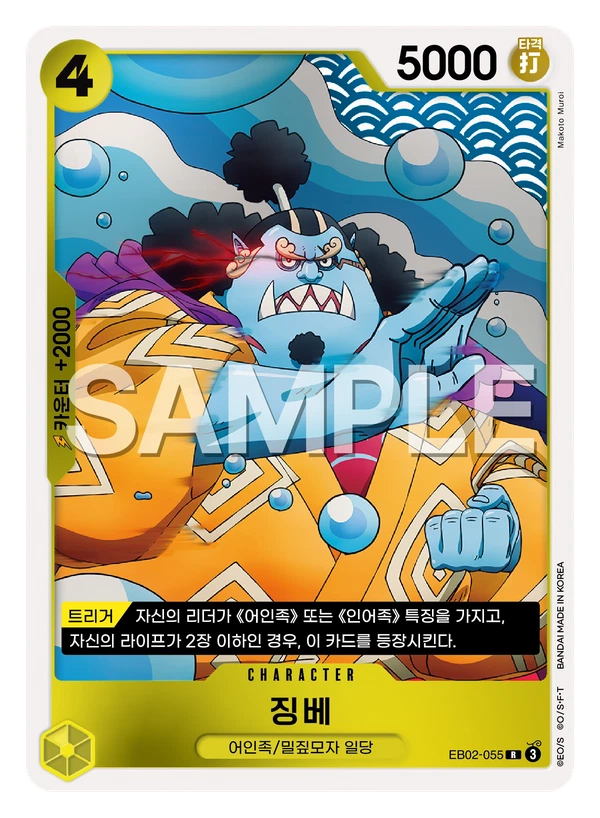 4
5000
타격
打
Makoto Muroi
카운터 +2000
SAMPLE
트리거 자신의 리더가 《어인족》 또는 《인어족》 특징을 가지고,
자신의 라이프가 2장 이하인 경우, 이 카드를 등장시킨다.
BANDAI MADE IN KOREA
©EO/S ©O/S·F·T
CHARACTER
징베
어인족/밀짚모자 일당
EB02-055 R 3